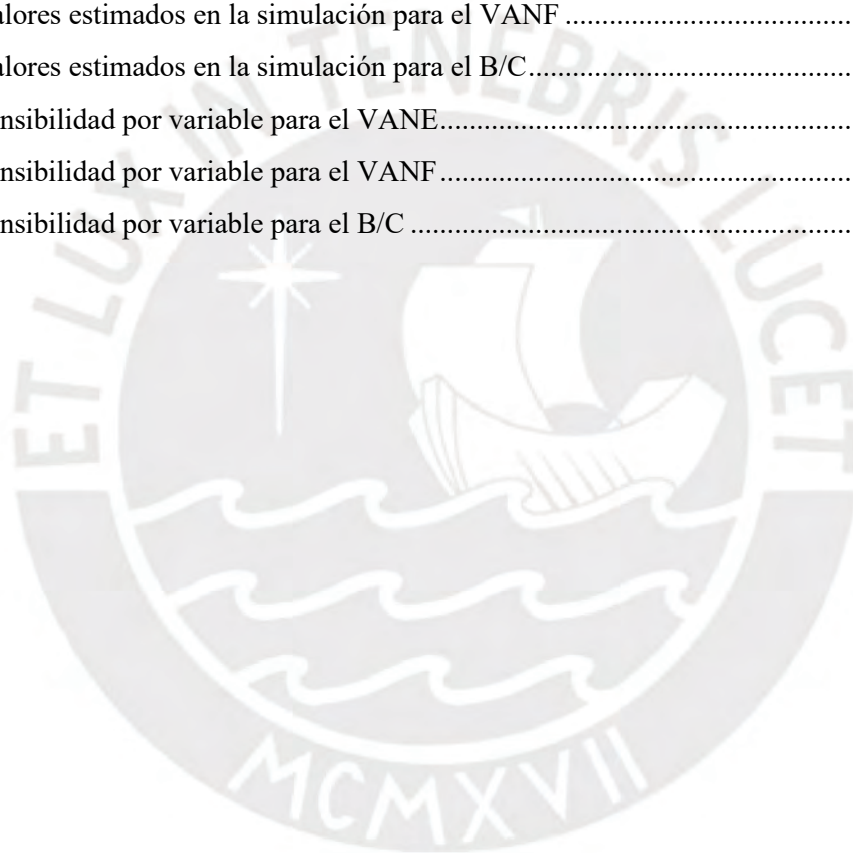 alores estimados en la simulación para el VANF ........................................
alores estimados en la simulación para el B/C.............................................
nsibilidad por variable para el VANE..........................................................
nsibilidad por variable para el VANF ..........................................................
nsibilidad por variable para el B/C ..............................................................
ET LUX IN TENEBRIS LUCET
MCMXVII